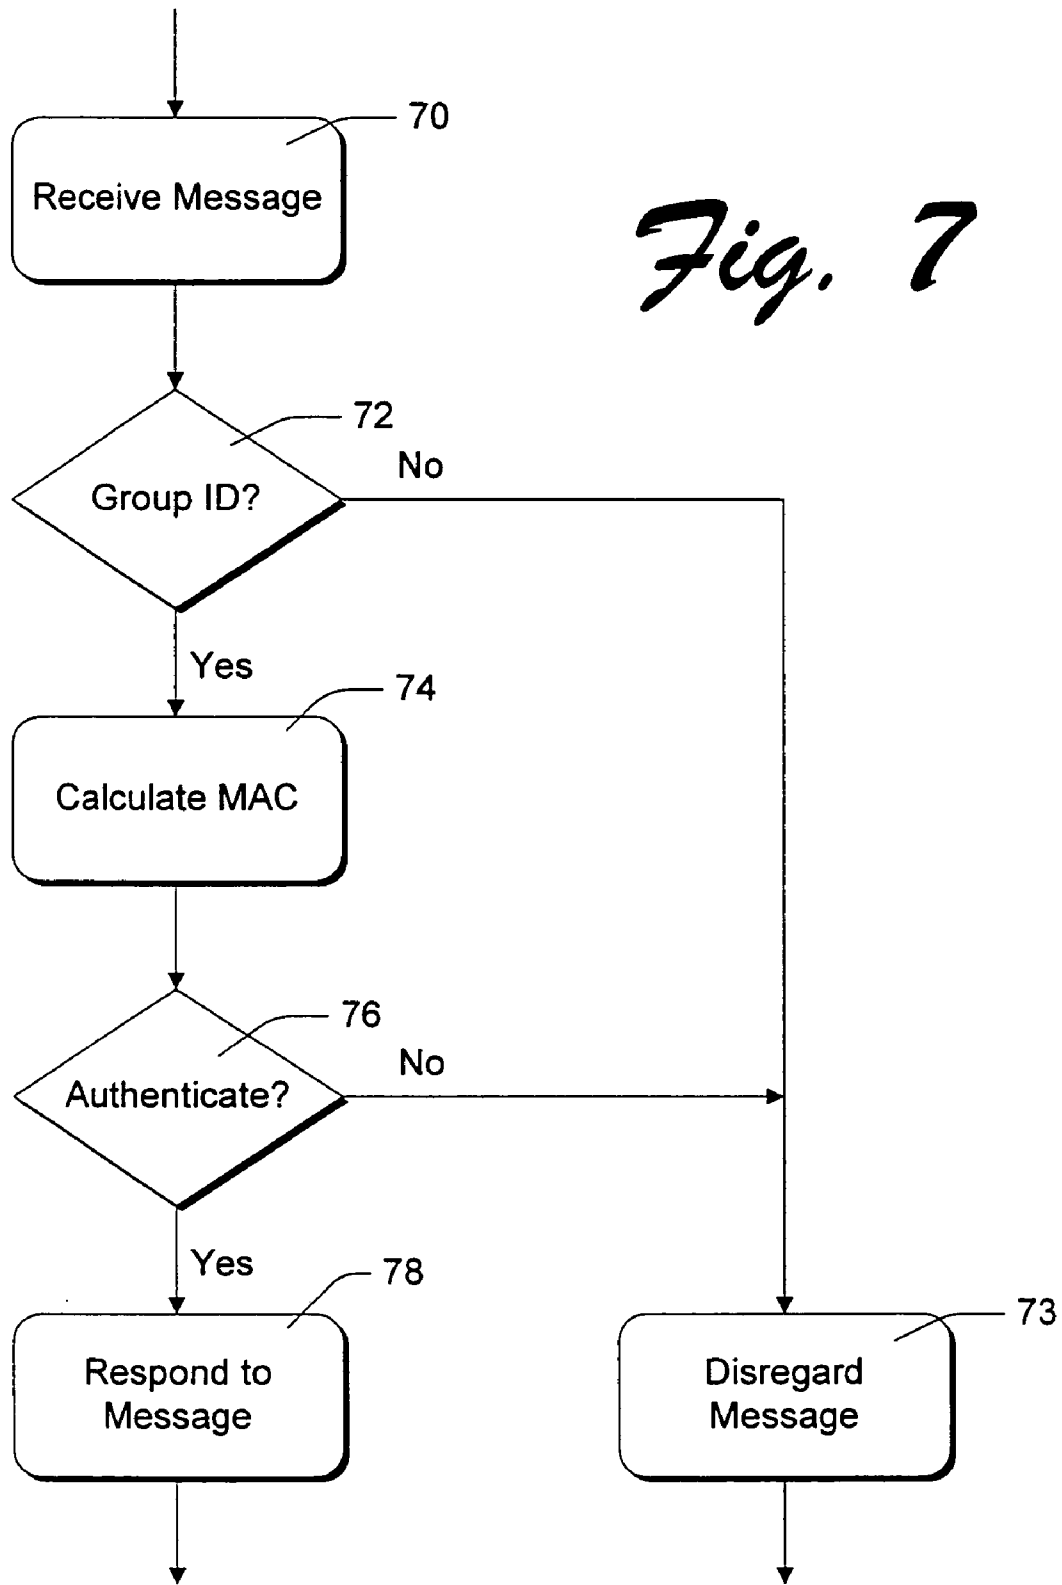 70
Receive Message
Fig. 7
72
No
Group ID?
Yes
74
Calculate MAC
76
No
Authenticate?
Yes
78
73
Respond to
Message
Disregard
Message